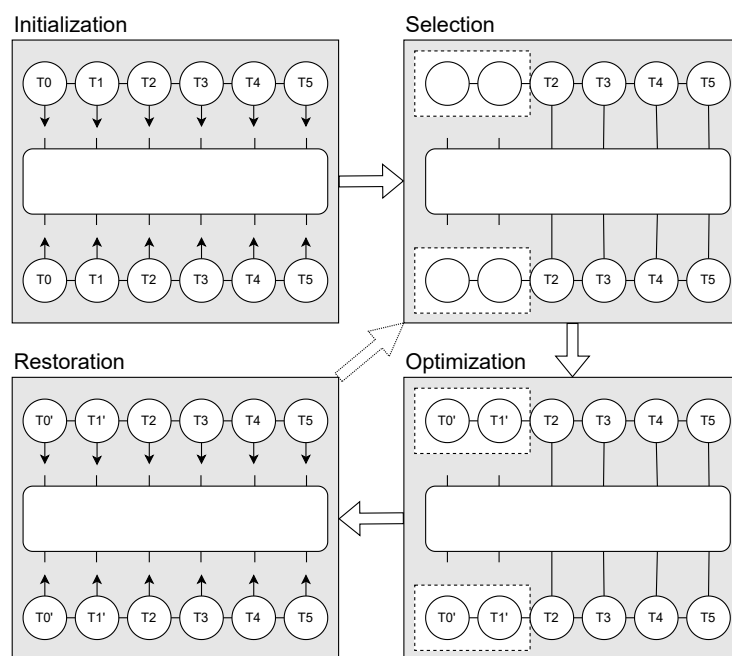 Initialization
T0 T1 T2 T3 T4 T5
T0 T1 T2 T3 T4 T5
Selection
T2 T3 T4 T5
T2 T3 T4 T5
Restoration
T0' T1' T2 T3 T4 T5
T0' T1' T2 T3 T4 T5
Optimization
T0' T1' T2 T3 T4 T5
T0' T1' T2 T3 T4 T5